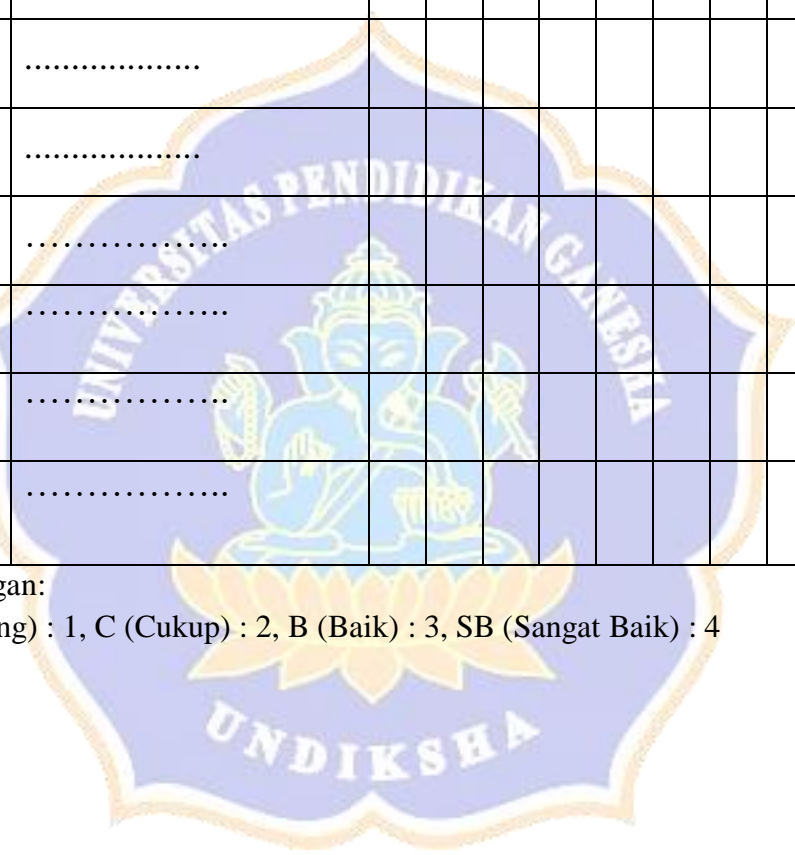 ...................
...................
………………..
………………..
………………..
………………..
gan:
ng) : 1, C (Cukup) : 2, B (Baik) : 3, SB (Sangat Baik) : 4
UNIVERSITAS PENDIDIKAN GANESHA
UNDIKSHA